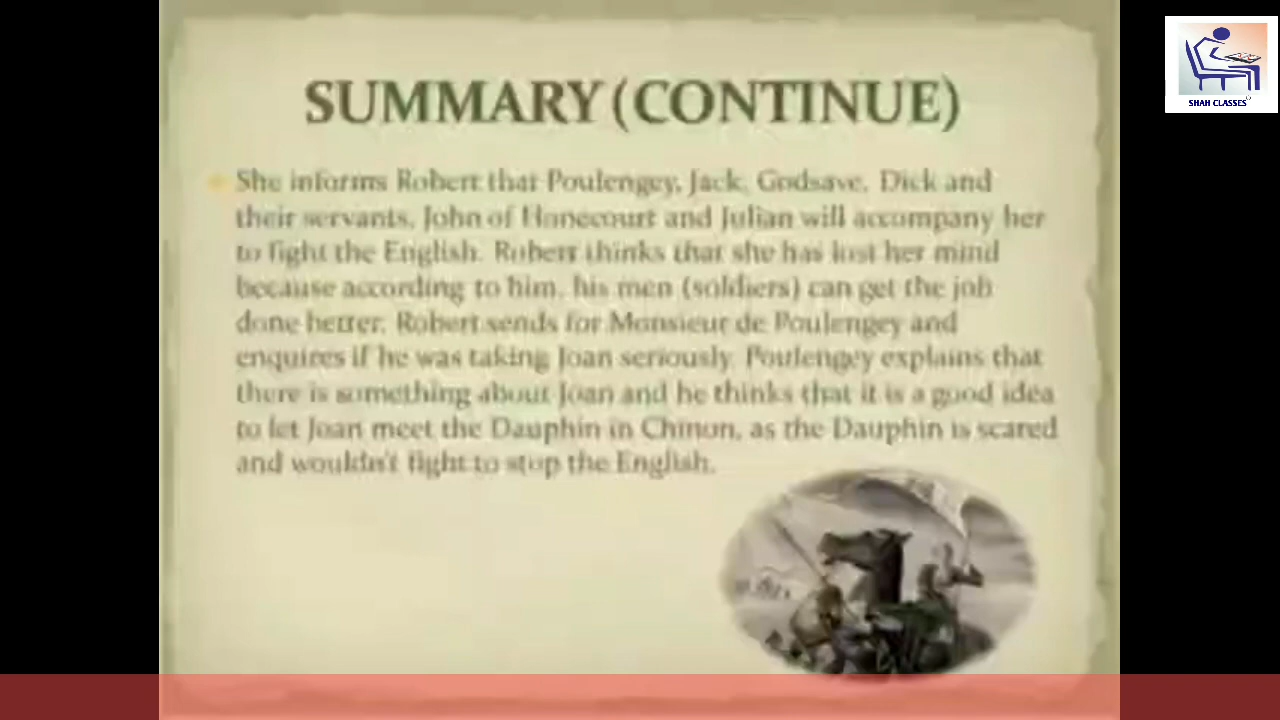 SHAH CLASSES
SUMMARY (CONTINUE)
She informs Robert that Poulengey, Jack, Godsave, Dick and
their servants, John of Honecourt and Julian will accompany her
to fight the English. Robert thinks that she has lost her mind
because according to him, his men (soldiers) can get the job
done better. Robert sends for Monsieur de Poulengey and
enquires if he was taking Joan seriously. Poulengey explains that
there is something about Joan and he thinks that it is a good idea
to let Joan meet the Dauphin in Chinon, as the Dauphin is scared
and wouldn't fight to stop the English.